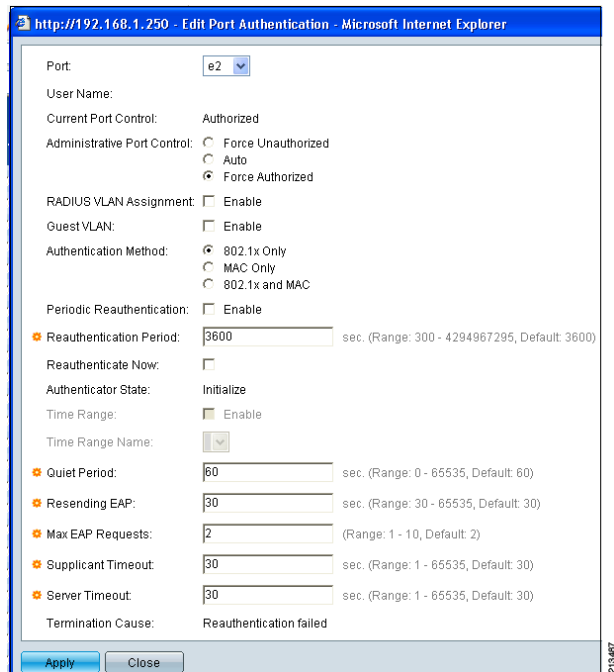 http://192.168.1.250 - Edit Port Authentication - Microsoft Internet Explorer
Port: e2
User Name:
Current Port Control: Authorized
Administrative Port Control: Force Unauthorized
Auto
Force Authorized
RADIUS VLAN Assignment: Enable
Guest VLAN: Enable
Authentication Method: 802.1x Only
MAC Only
802.1x and MAC
Periodic Reauthentication: Enable
Reauthentication Period: 3600 sec. (Range: 300 - 4294967295, Default: 3600)
Reauthenticate Now:
Authenticator State: Initialize
Time Range: Enable
Time Range Name:
Quiet Period: 60 sec. (Range: 0 - 65535, Default: 60)
Resending EAP: 30 sec. (Range: 30 - 65535, Default: 30)
Max EAP Requests: 2 (Range: 1 - 10, Default: 2)
Supplicant Timeout: 30 sec. (Range: 1 - 65535, Default: 30)
Server Timeout: 30 sec. (Range: 1 - 65535, Default: 30)
Termination Cause: Reauthentication failed
Apply Close